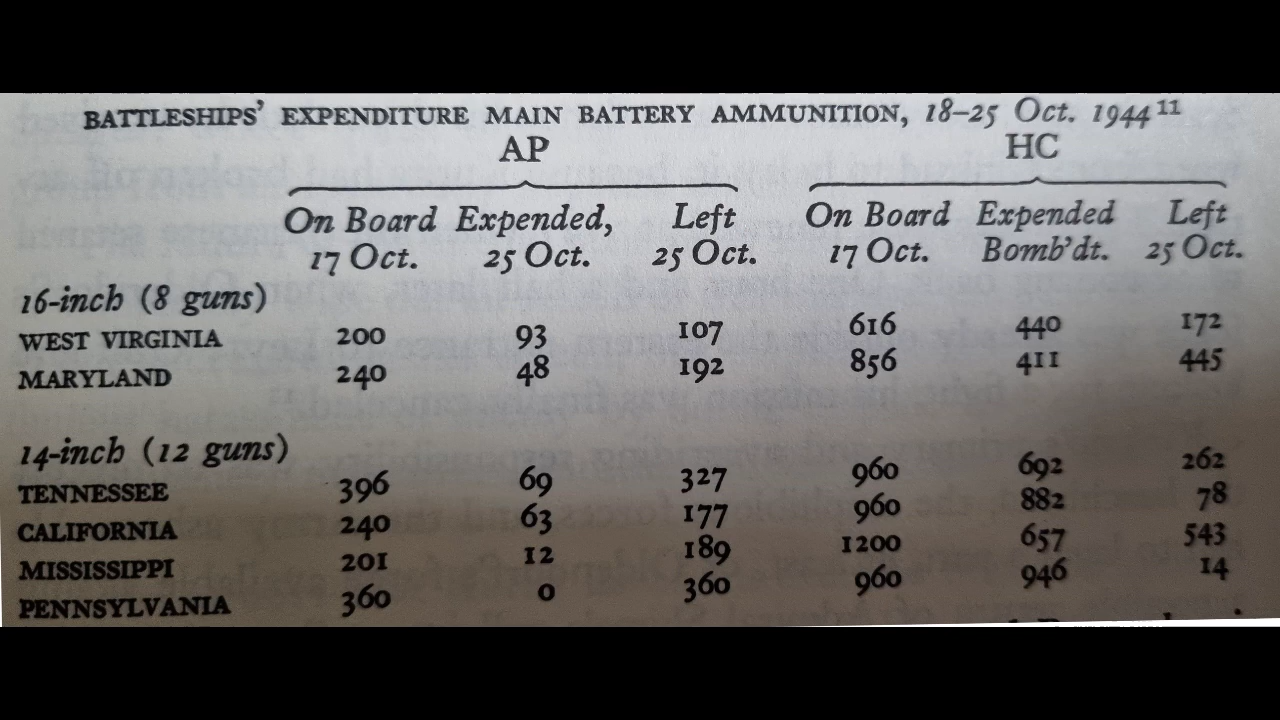 BATTLESHIPS' EXPENDITURE MAIN BATTERY AMMUNITION, 18–25 Oct. 1944 11
AP HC
On Board Expended, Left On Board Expended Left
17 Oct. 25 Oct. 25 Oct. 17 Oct. Bomb'dt. 25 Oct.
16-inch (8 guns)
WEST VIRGINIA 200 93 107 616 440 172
MARYLAND 240 48 192 856 411 445
14-inch (12 guns)
TENNESSEE 396 69 327 960 692 262
CALIFORNIA 240 63 177 960 882 78
MISSISSIPPI 201 12 189 1200 657 543
PENNSYLVANIA 360 0 360 960 946 14